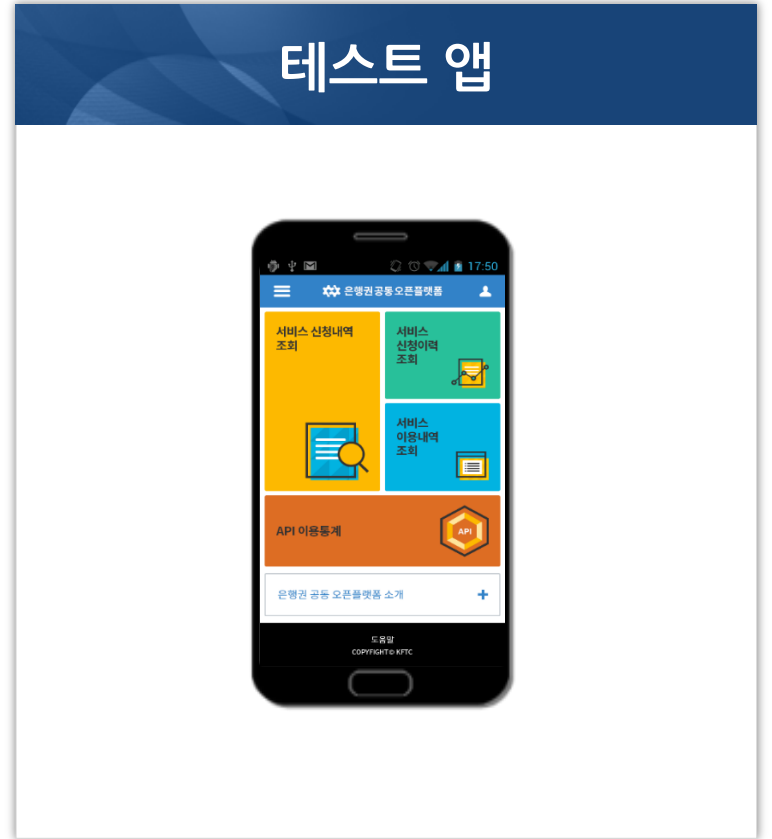 테스트 앱
17:50
은행권공동오픈플랫폼
서비스 신청내역
조회
서비스
신청이력
조회
서비스
이용내역
조회
API 이용통계
API
은행권 공동 오픈플랫폼 소개
도움말
COPYFIGHT© KFTC